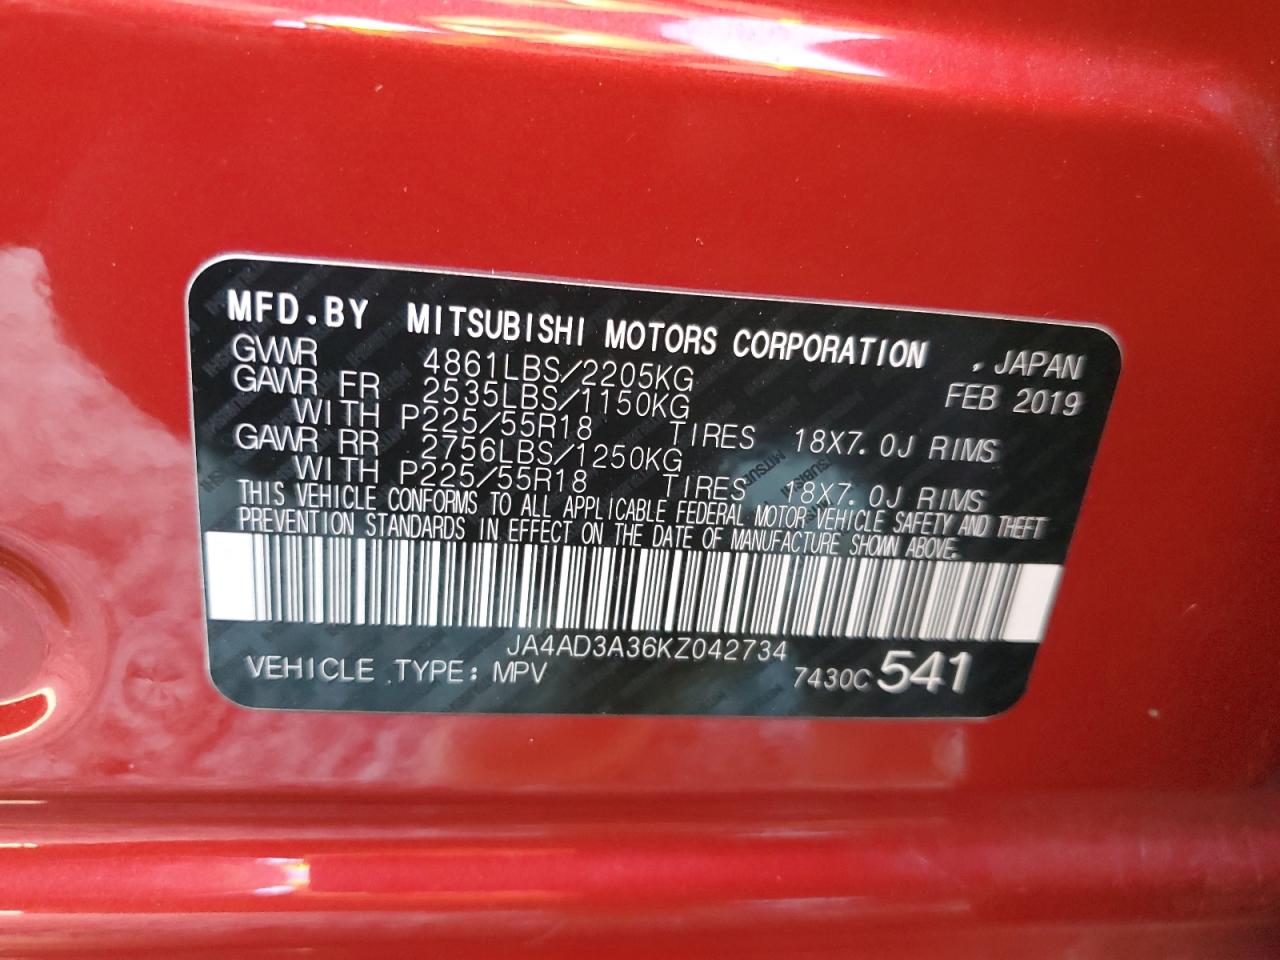 MFD.BY MITSUBISHI MOTORS CORPORATION , JAPAN
GVWR 4861LBS/2205KG FEB 2019
GAWR FR 2535LBS/1150KG
WITH P225/55R18 TIRES 18X7.0J RIMS
GAWR RR 2756LBS/1250KG
WITH P225/55R18 TIRES 18X7.0J RIMS
THIS VEHICLE CONFORMS TO ALL APPLICABLE FEDERAL MOTOR VEHICLE SAFETY AND THEFT
PREVENTION STANDARDS IN EFFECT ON THE DATE OF MANUFACTURE SHOWN ABOVE.
JA4AD3A36KZ042734
VEHICLE TYPE: MPV 7430C 541